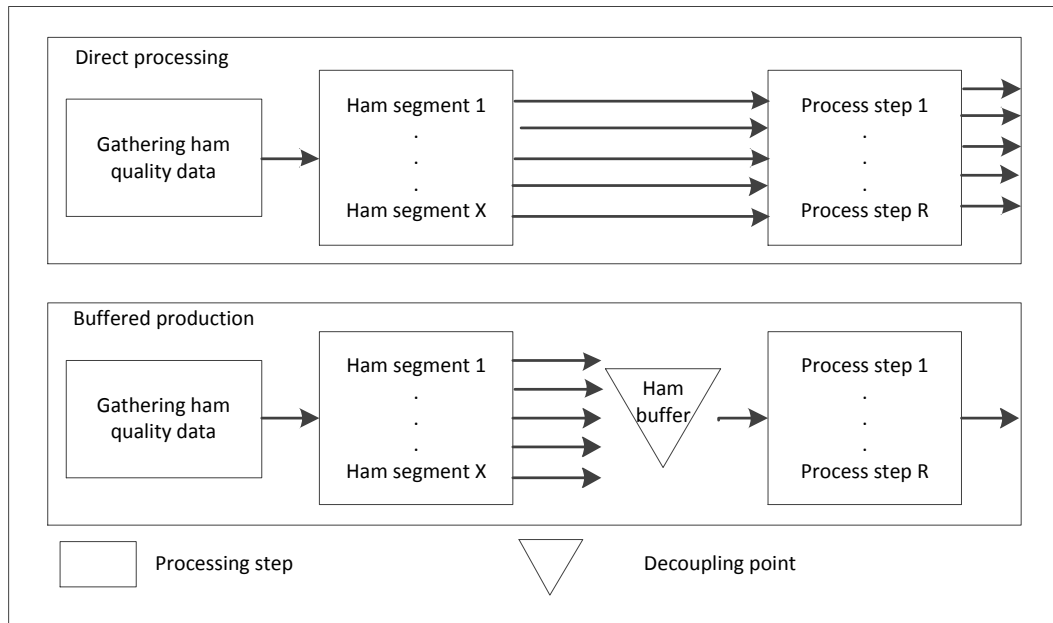 Direct processing
Gathering ham
quality data
Ham segment 1
.
.
.
Ham segment X
Process step 1
.
.
.
Process step R
Buffered production
Gathering ham
quality data
Ham segment 1
.
.
.
Ham segment X
Ham
buffer
Process step 1
.
.
.
Process step R
Processing step
Decoupling point